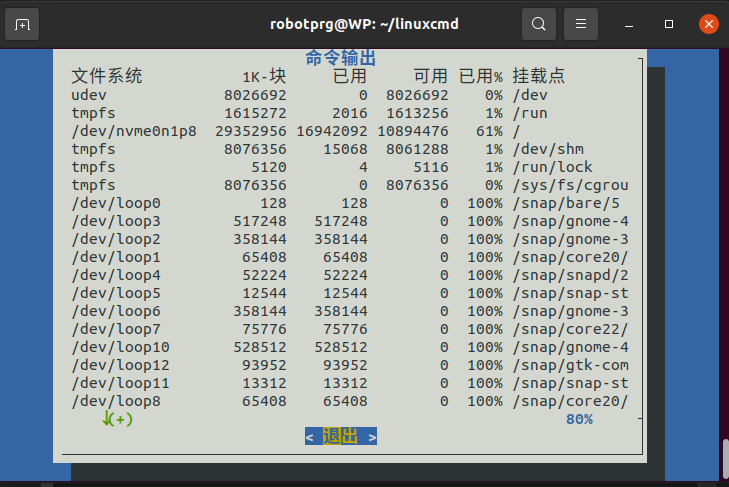 robotprg@WP: ~/linuxcmd
命令输出
文件系统 1K-块 已用 可用 已用% 挂载点
udev 8026692 0 8026692 0% /dev
tmpfs 1615272 2016 1613256 1% /run
/dev/nvme0n1p8 29352956 16942092 10894476 61% /
tmpfs 8076356 15068 8061288 1% /dev/shm
tmpfs 5120 4 5116 1% /run/lock
tmpfs 8076356 0 8076356 0% /sys/fs/cgrou
/dev/loop0 128 128 0 100% /snap/bare/5
/dev/loop3 517248 517248 0 100% /snap/gnome-4
/dev/loop2 358144 358144 0 100% /snap/gnome-3
/dev/loop1 65408 65408 0 100% /snap/core20/
/dev/loop4 52224 52224 0 100% /snap/snapd/2
/dev/loop5 12544 12544 0 100% /snap/snap-st
/dev/loop6 358144 358144 0 100% /snap/gnome-3
/dev/loop7 75776 75776 0 100% /snap/core22/
/dev/loop10 528512 528512 0 100% /snap/gnome-4
/dev/loop12 93952 93952 0 100% /snap/gtk-com
/dev/loop11 13312 13312 0 100% /snap/snap-st
/dev/loop8 65408 65408 0 100% /snap/core20/
↓(+) 80%
< 退出 >